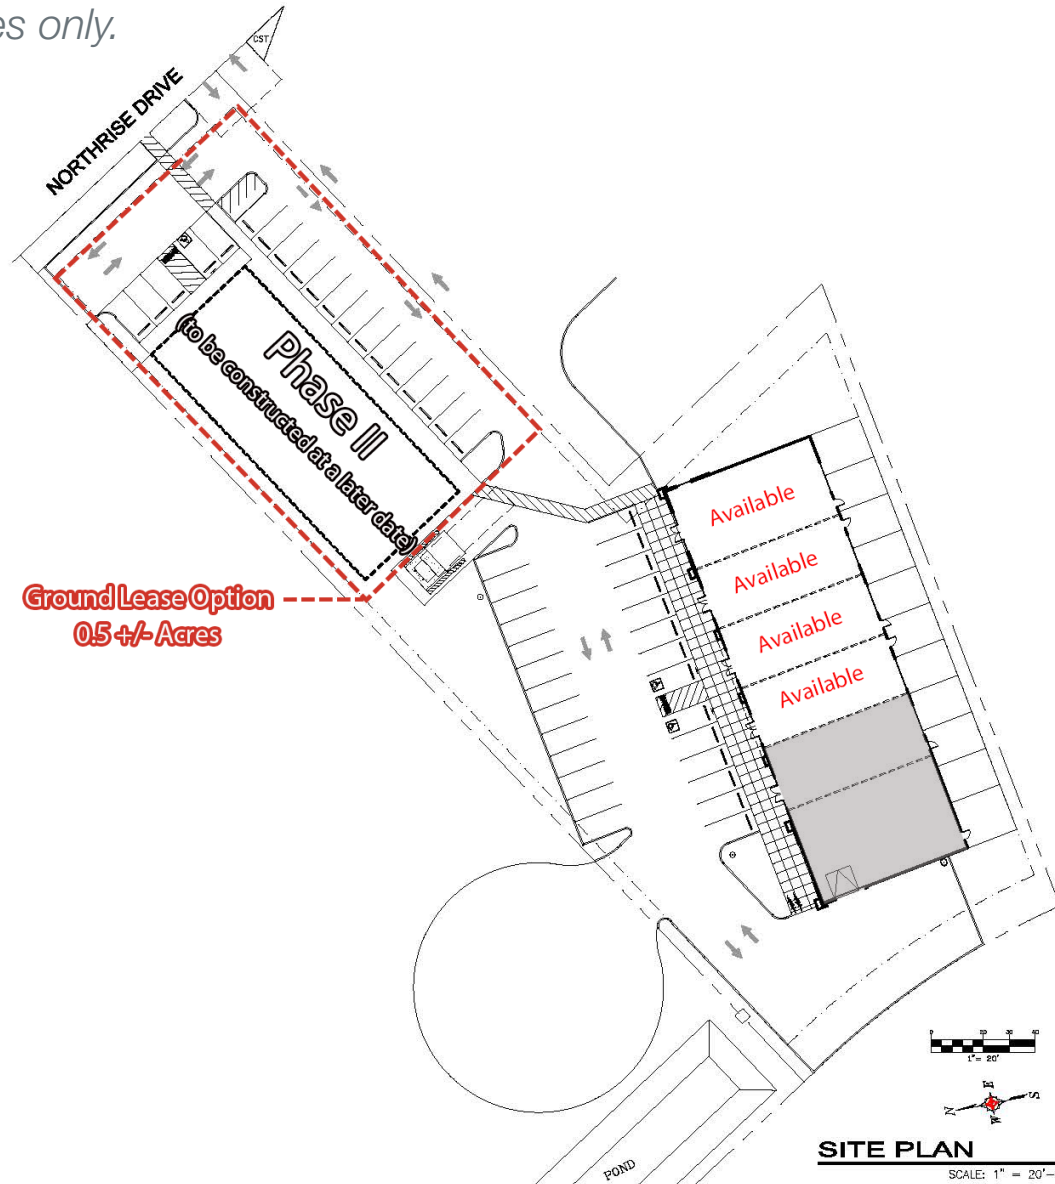 es only.
CST
NORTHRISE DRIVE
Phase II
(to be constructed at a later date)
Ground Lease Option
0.5 +/- Acres
Available
Available
Available
Available
1"= 20'
N E S W
SITE PLAN
SCALE: 1" = 20'-
POND